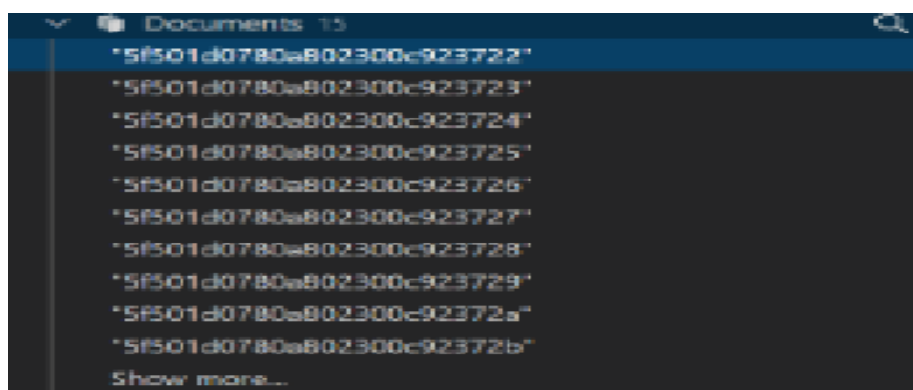 Documents 15
"5f501d0780a802300c923722"
"5f501d0780a802300c923723"
"5f501d0780a802300c923724"
"5f501d0780a802300c923725"
"5f501d0780a802300c923726"
"5f501d0780a802300c923727"
"5f501d0780a802300c923728"
"5f501d0780a802300c923729"
"5f501d0780a802300c92372a"
"5f501d0780a802300c92372b"
Show more...